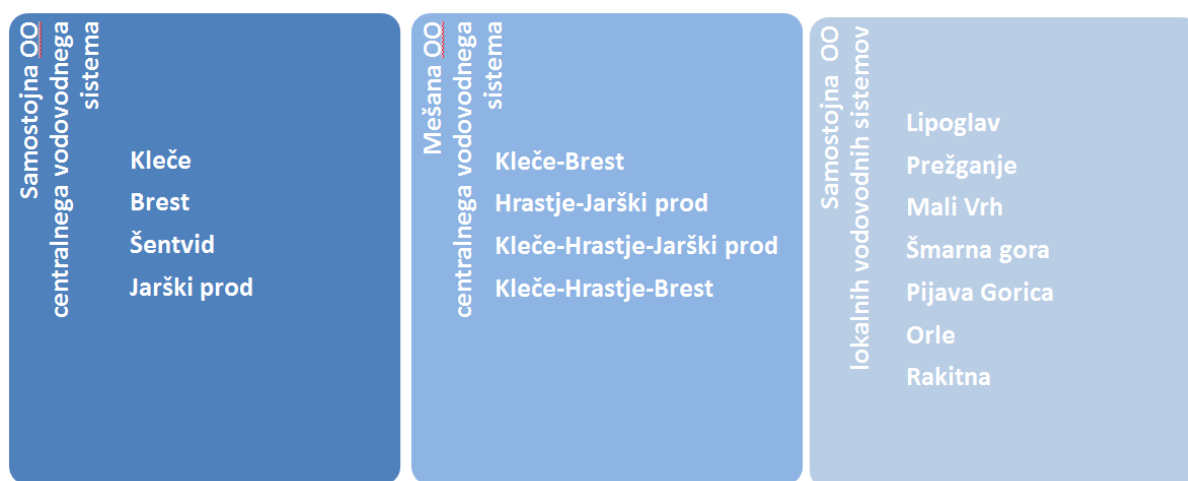 Samostojna OO
centralnega vodovodnega
sistema
Kleče
Brest
Šentvid
Jarški prod
Mešana OO
centralnega vodovodnega
sistema
Kleče-Brest
Hrastje-Jarški prod
Kleče-Hrastje-Jarški prod
Kleče-Hrastje-Brest
Samostojna OO
lokalnih vodovodnih sistemov
Lipoglav
Prežganje
Mali Vrh
Šmarna gora
Pijava Gorica
Orle
Rakitna